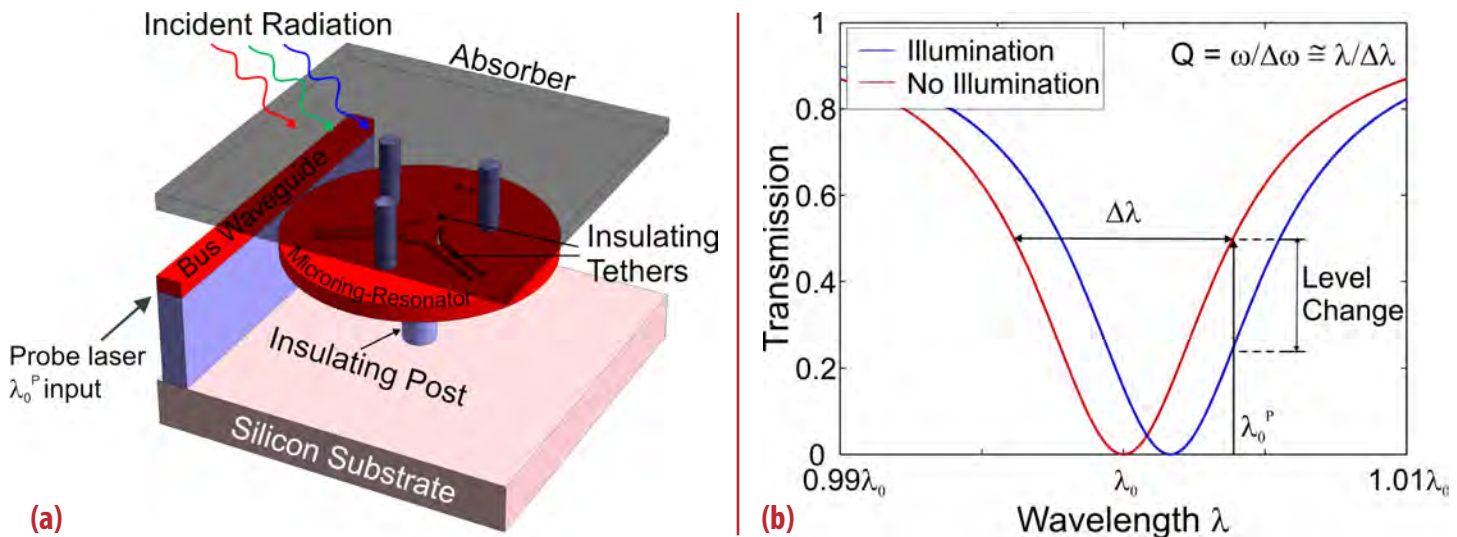 Incident Radiation
Absorber
Bus Waveguide
Insulating
Tethers
Microring-Resonator
Insulating Post
Probe laser
λ₀ᴾ input
Silicon Substrate
(a)
1
Illumination
No Illumination
Q = ω/Δω ≅ λ/Δλ
0.8
0.6
0.4
0.2
0
Transmission
Δλ
Level
Change
λ₀ᴾ
0.99λ₀
λ₀
1.01λ₀
Wavelength λ
(b)